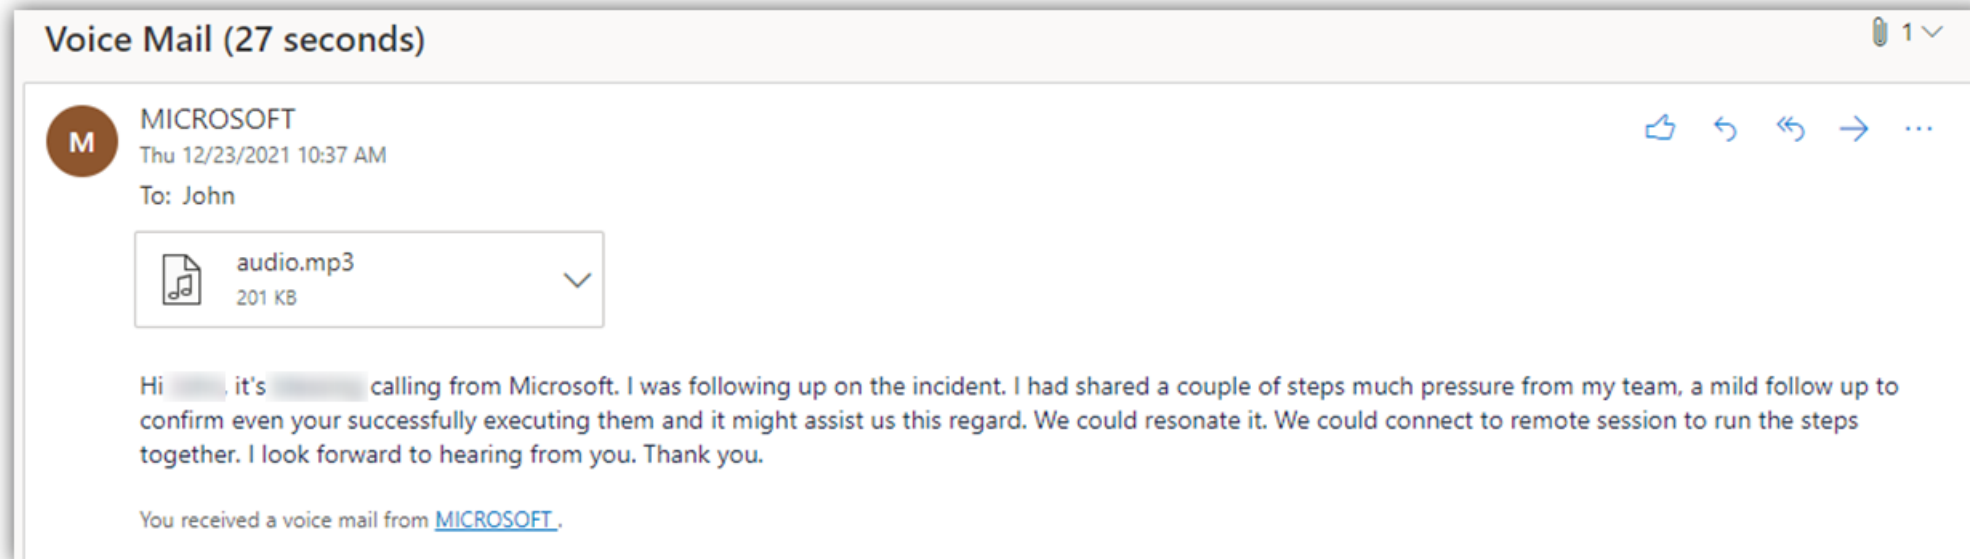 Voice Mail (27 seconds)
1
M
MICROSOFT
Thu 12/23/2021 10:37 AM
To: John
audio.mp3
201 KB
Hi , it's calling from Microsoft. I was following up on the incident. I had shared a couple of steps much pressure from my team, a mild follow up to
confirm even your successfully executing them and it might assist us this regard. We could resonate it. We could connect to remote session to run the steps
together. I look forward to hearing from you. Thank you.
You received a voice mail from MICROSOFT .